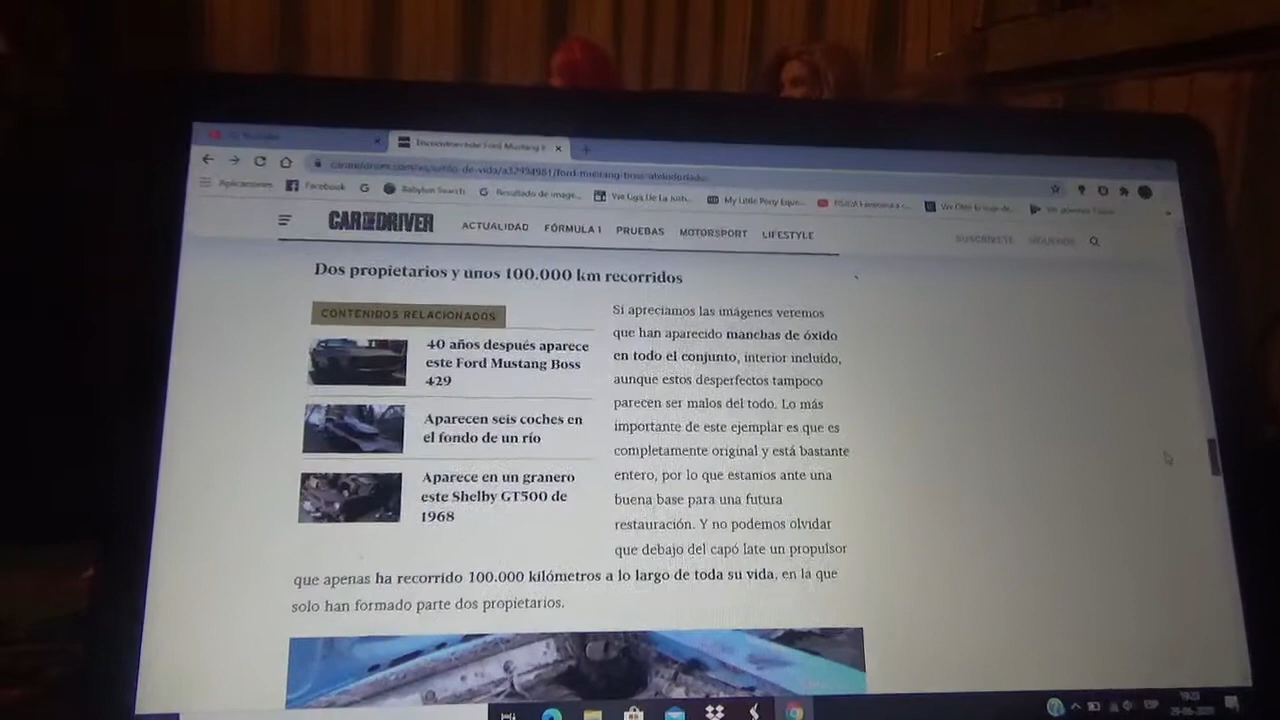 Descubren este Ford Mustang B
Aplicaciones
Facebook
Babylon Search
Resultado de image...
My Little Pony Eque...
CAR AND DRIVER
ACTUALIDAD FÓRMULA 1 PRUEBAS MOTORSPORT LIFESTYLE
SUSCRÍBETE SÍGUENOS
Dos propietarios y unos 100.000 km recorridos
CONTENIDOS RELACIONADOS
40 años después aparece
este Ford Mustang Boss
429
Aparecen seis coches en
el fondo de un río
Aparece en un granero
este Shelby GT500 de
1968
Si apreciamos las imágenes veremos
que han aparecido manchas de óxido
en todo el conjunto, interior incluido,
aunque estos desperfectos tampoco
parecen ser malos del todo. Lo más
importante de este ejemplar es que es
completamente original y está bastante
entero, por lo que estamos ante una
buena base para una futura
restauración. Y no podemos olvidar
que debajo del capó late un propulsor
que apenas ha recorrido 100.000 kilómetros a lo largo de toda su vida, en la que
solo han formado parte dos propietarios.
ESP